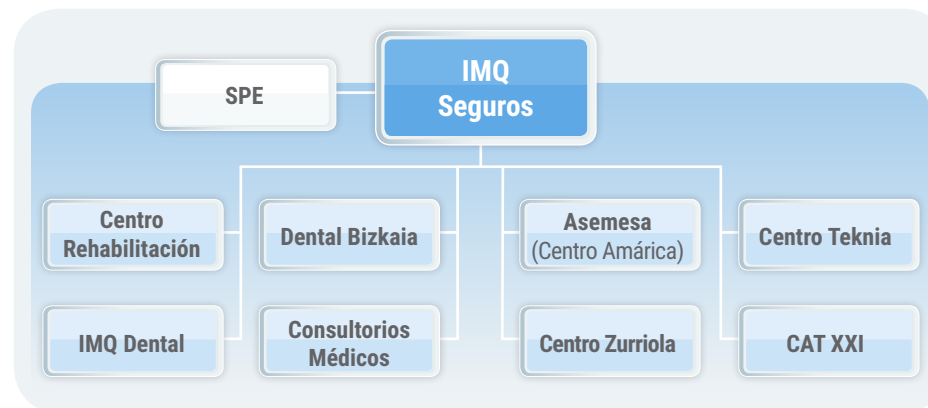 SPE
IMQ
Seguros
Centro
Rehabilitación
Dental Bizkaia
Asemesa
(Centro Amárica)
Centro Teknia
IMQ Dental
Consultorios
Médicos
Centro Zurriola
CAT XXI